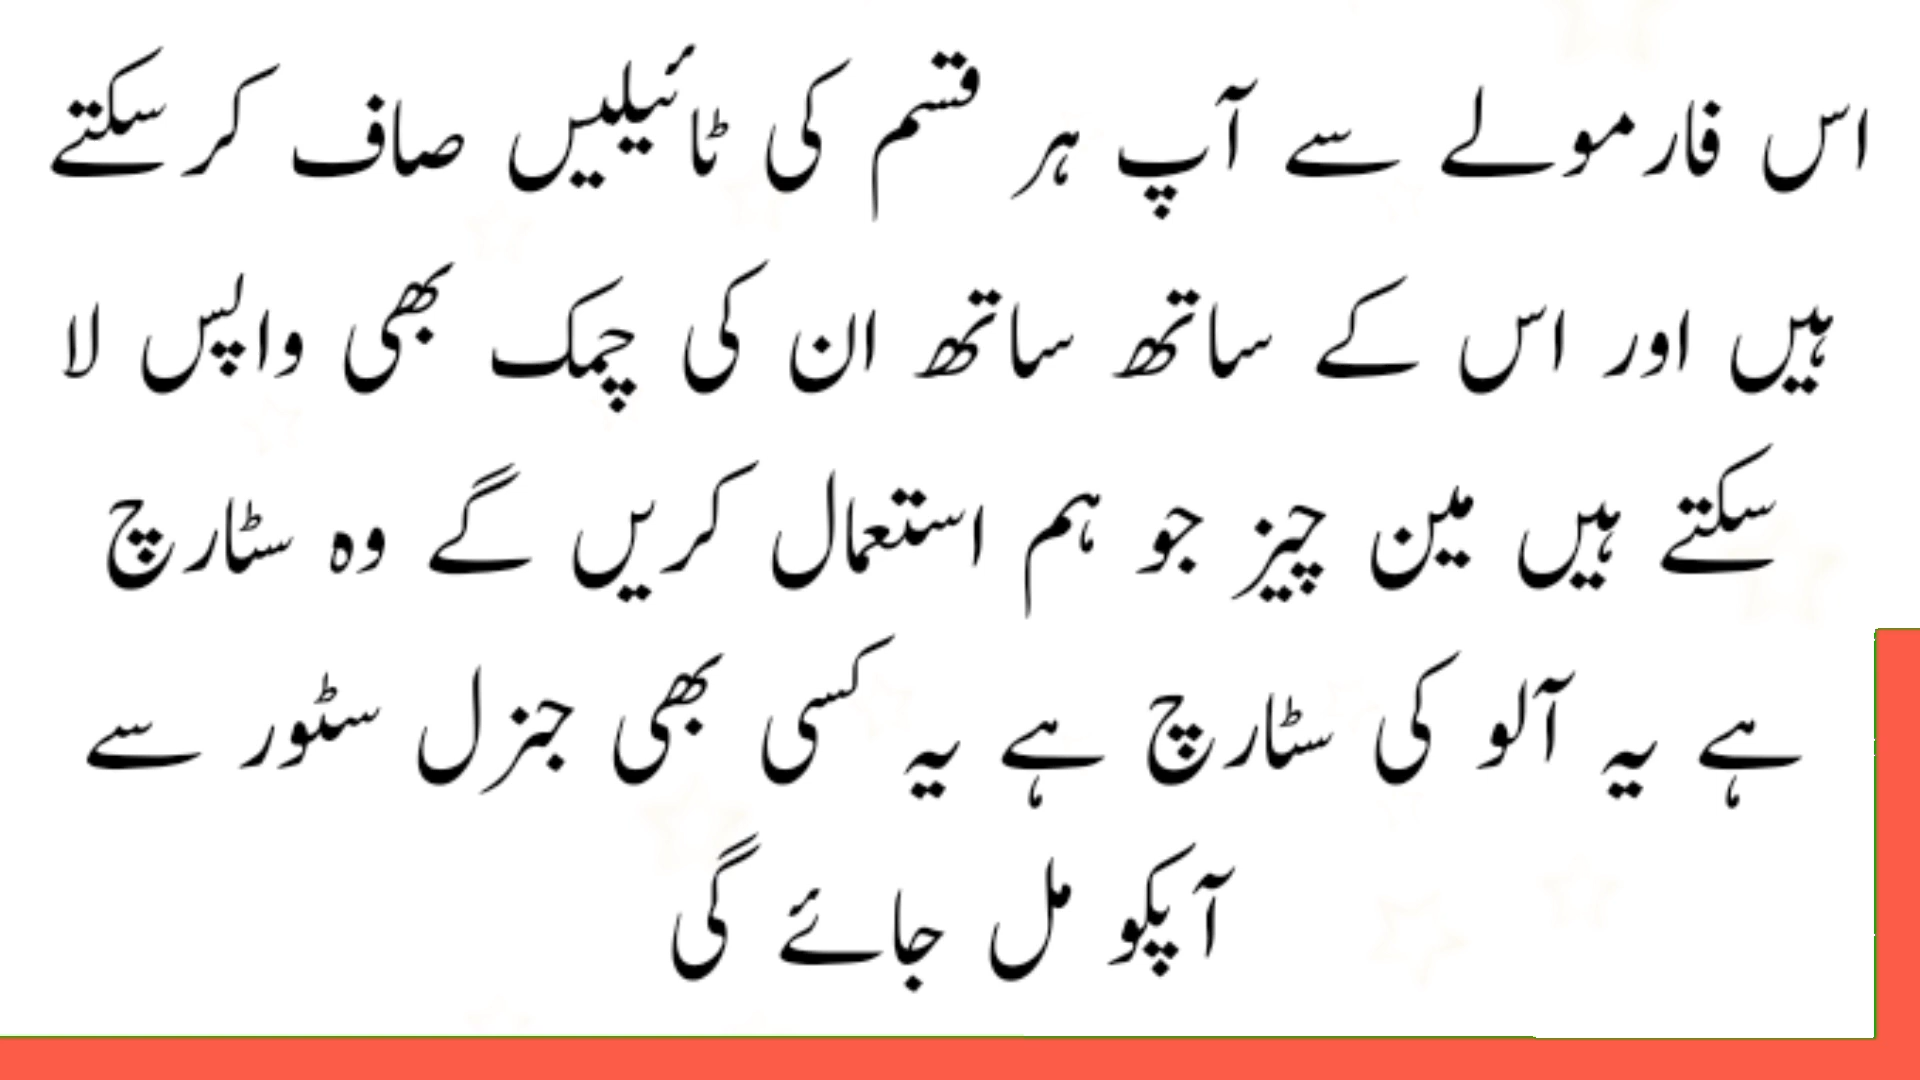 اس فارمولے سے آپ ہر قسم کی ٹائیلیں صاف کر سکتے
ہیں اور اس کے ساتھ ساتھ ان کی چمک بھی واپس لا
سکتے ہیں مین چیز جو ہم استعمال کریں گے وہ سٹارچ
ہے یہ آلو کی سٹارچ ہے یہ کسی بھی جنرل سٹور سے
آپکو مل جائے گی